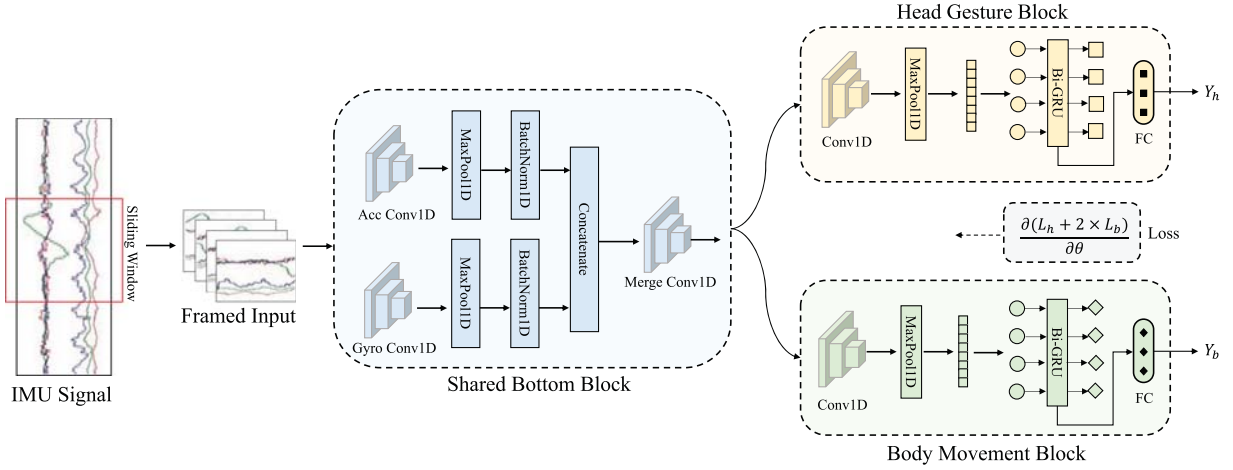 IMU Signal
Sliding Window
Framed Input
Acc Conv1D
MaxPool1D
BatchNorm1D
Gyro Conv1D
MaxPool1D
BatchNorm1D
Concatenate
Merge Conv1D
Shared Bottom Block
Head Gesture Block
Conv1D
MaxPool1D
Bi-GRU
FC
Y_h
∂(L_h + 2 × L_b)
∂θ
Loss
Conv1D
MaxPool1D
Bi-GRU
FC
Y_b
Body Movement Block